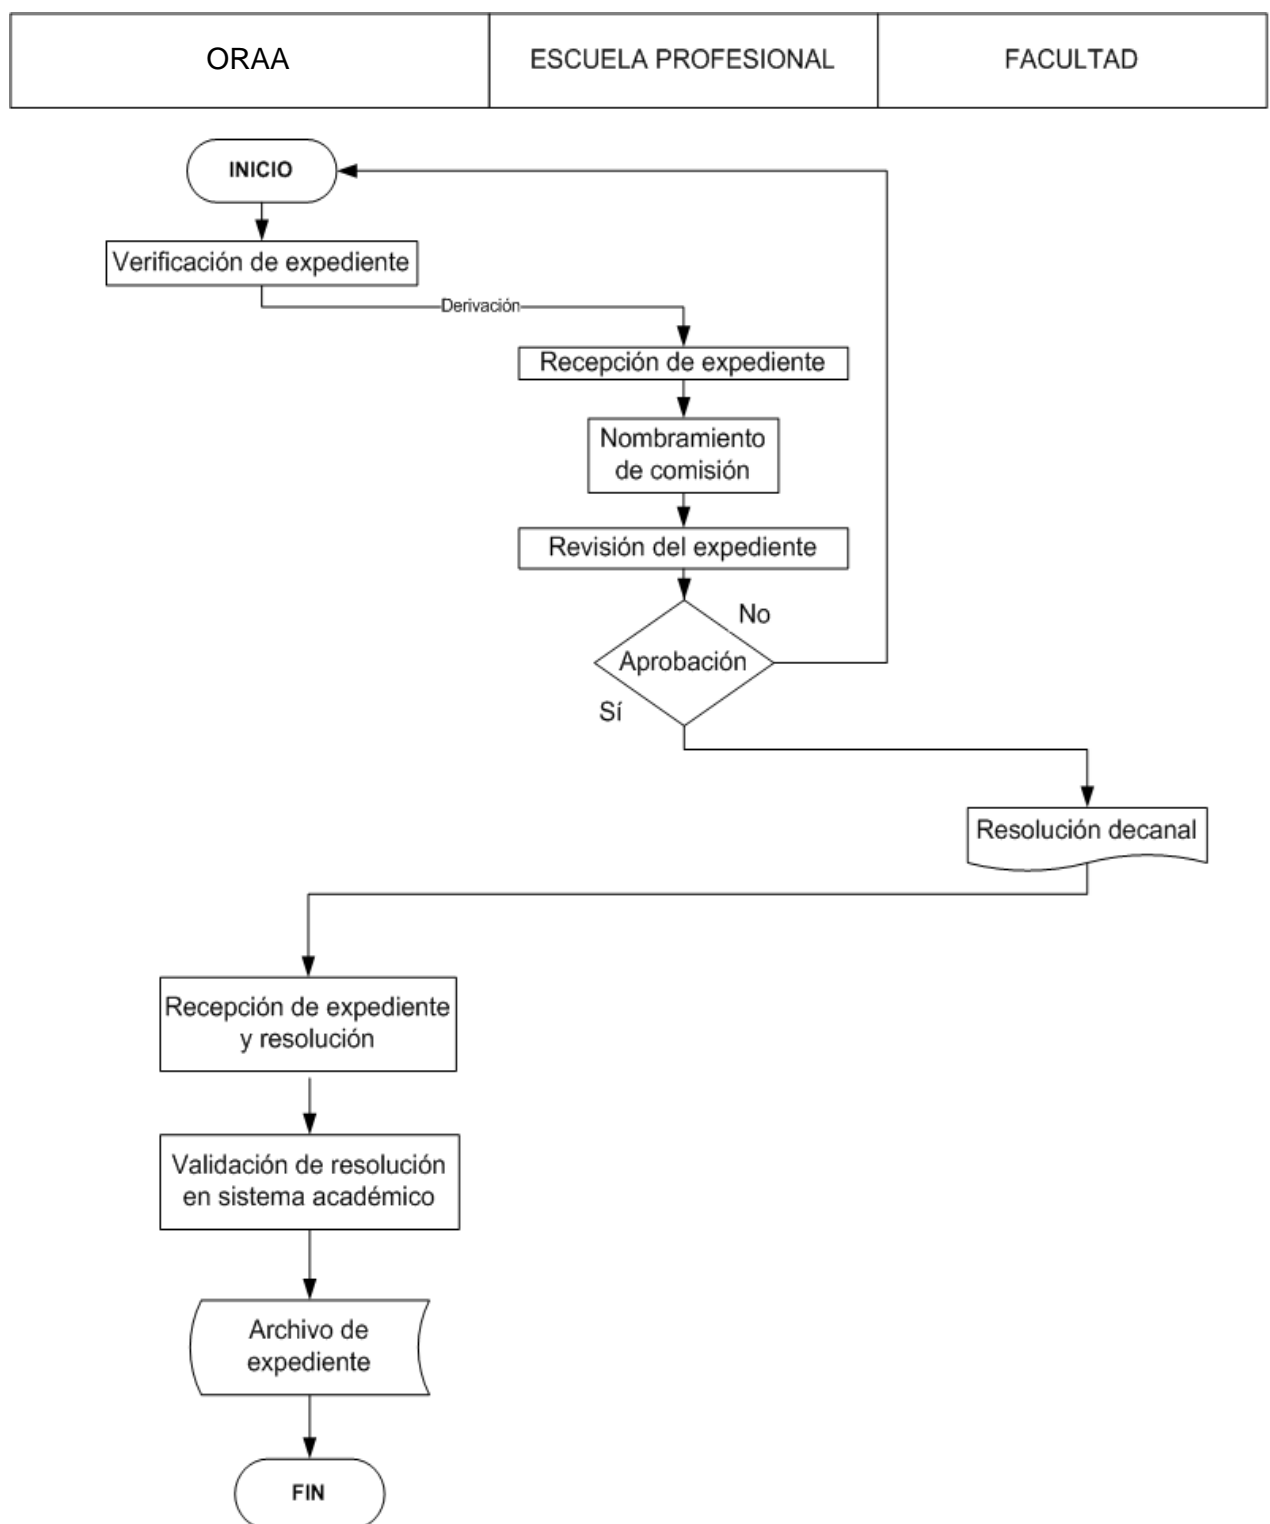 ORAA
ESCUELA PROFESIONAL
FACULTAD
INICIO
Verificación de expediente
Derivación
Recepción de expediente
Nombramiento
de comisión
Revisión del expediente
No
Aprobación
Sí
Resolución decanal
Recepción de expediente
y resolución
Validación de resolución
en sistema académico
Archivo de
expediente
FIN